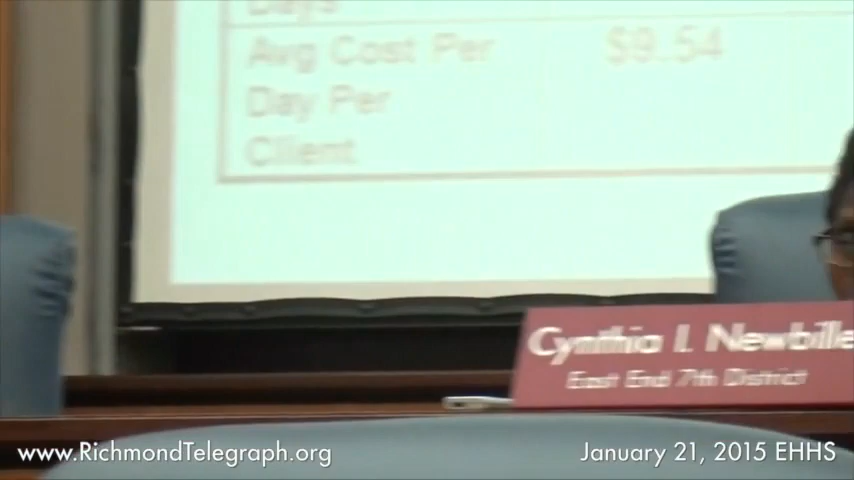 Days
Avg Cost Per $9.54
Day Per
Client
Cynthia I. Newbille
East End 7th District
www.RichmondTelegraph.org
January 21, 2015 EHHS